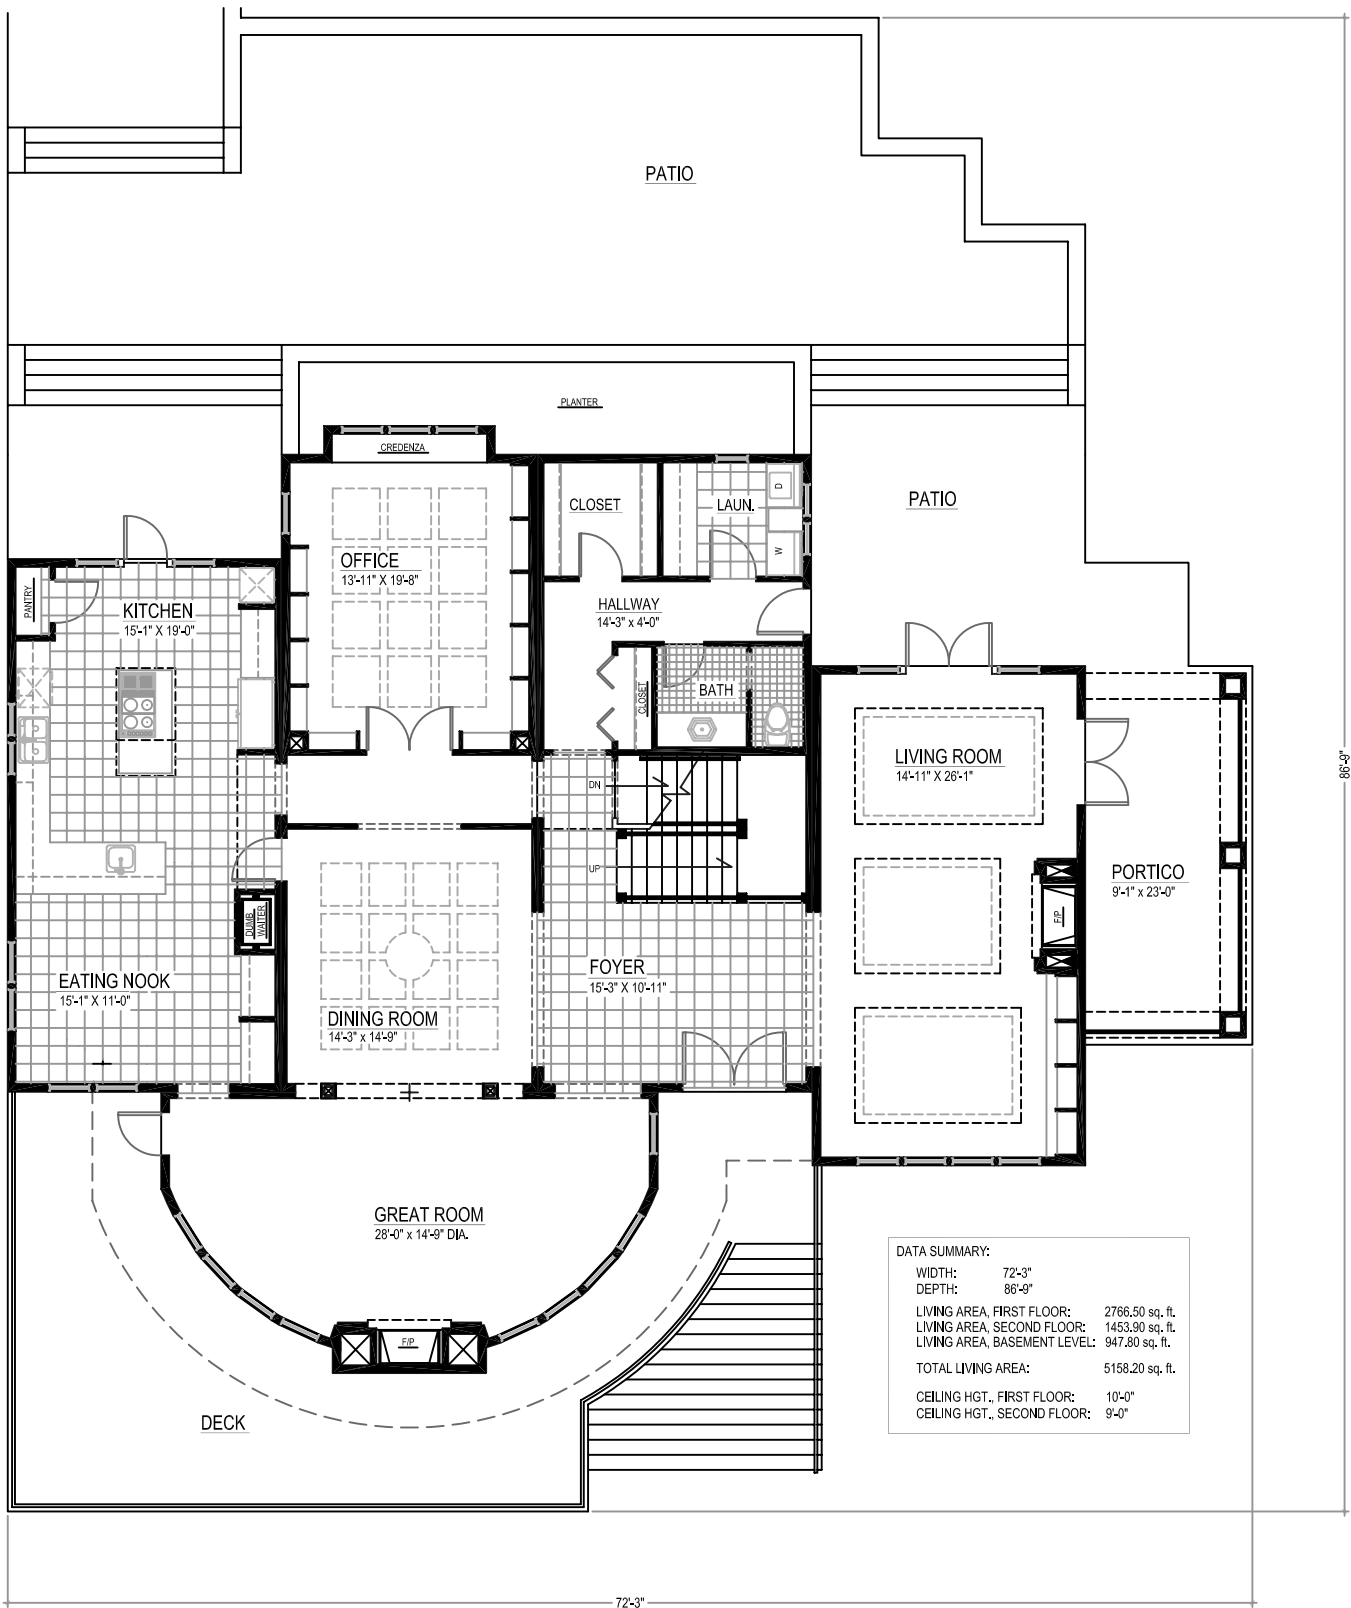 PATIO
PLANTER
CREDENZA
CLOSET
LAUN.
D
W
PATIO
OFFICE
13'-11" X 19'-8"
PANTRY
KITCHEN
15'-1" X 19'-0"
HALLWAY
14'-3" x 4'-0"
CLOSET
BATH
LIVING ROOM
14'-11" X 26'-1"
86'-9"
DN
UP
PORTICO
9'-1" x 23'-0"
F/P
DUMB
WAITER
EATING NOOK
15'-1" X 11'-0"
FOYER
15'-3" X 10'-11"
DINING ROOM
14'-3" x 14'-9"
GREAT ROOM
28'-0" x 14'-9" DIA.
F/P
DECK
DATA SUMMARY:
WIDTH: 72'-3"
DEPTH: 86'-9"
LIVING AREA, FIRST FLOOR: 2766.50 sq. ft.
LIVING AREA, SECOND FLOOR: 1453.90 sq. ft.
LIVING AREA, BASEMENT LEVEL: 947.80 sq. ft.
TOTAL LIVING AREA: 5158.20 sq. ft.
CEILING HGT., FIRST FLOOR: 10'-0"
CEILING HGT., SECOND FLOOR: 9'-0"
72'-3"